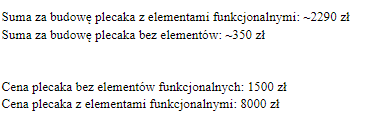 Suma za budowę plecaka z elementami funkcjonalnymi: ~2290 zł
Suma za budowę plecaka bez elementów: ~350 zł
Cena plecaka bez elementów funkcjonalnych: 1500 zł
Cena plecaka z elementami funkcjonalnymi: 8000 zł